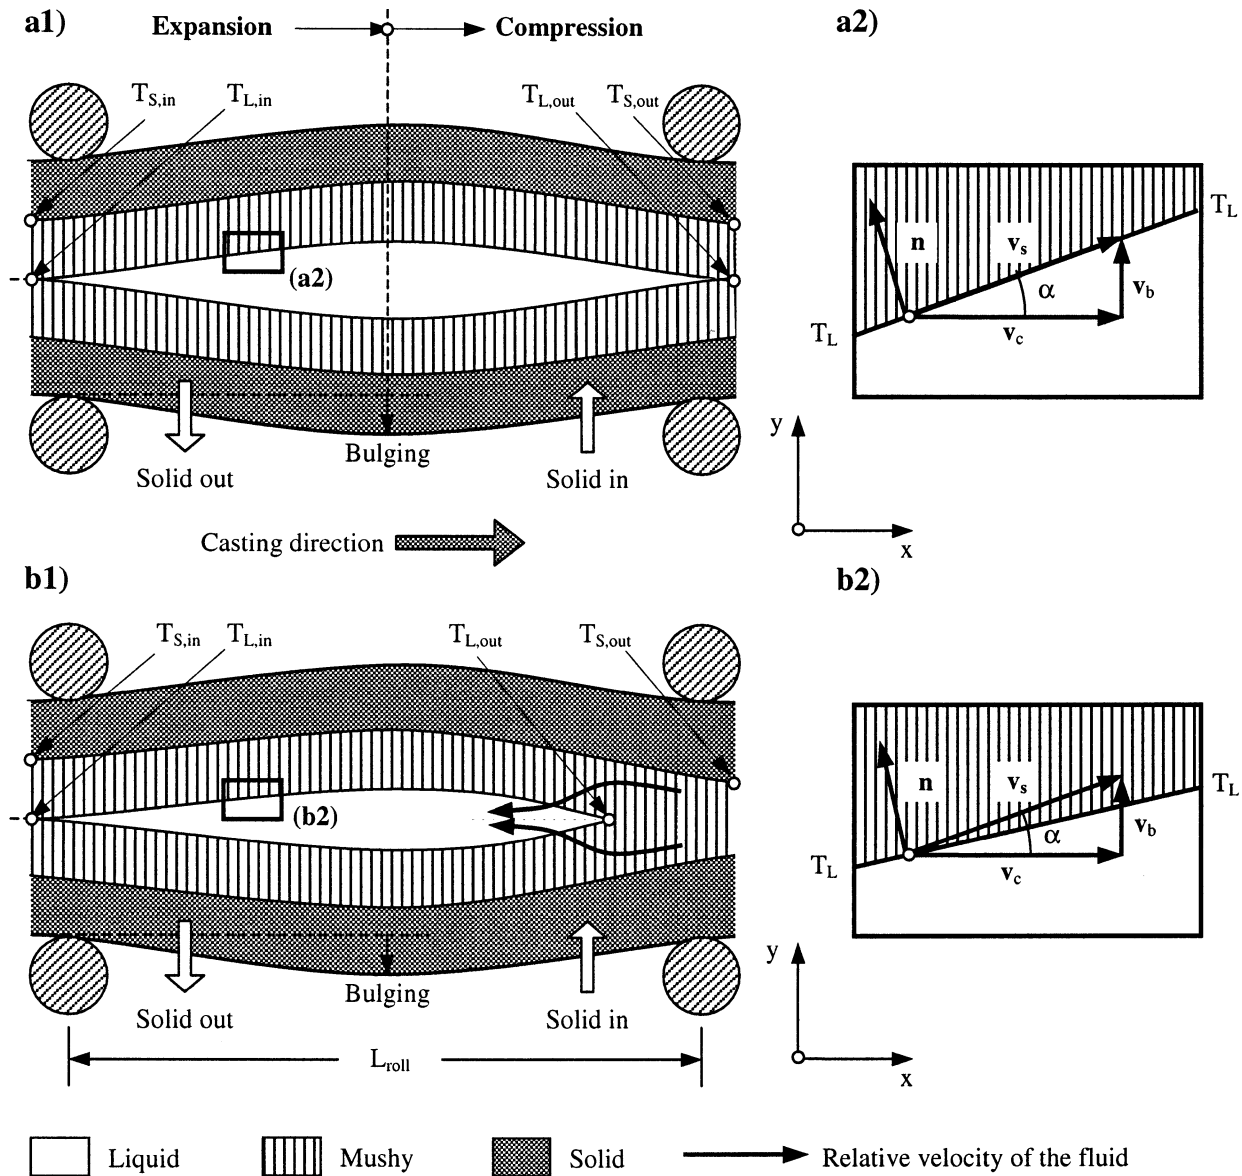 a1)
Expansion
Compression
a2)
T_S,in
T_L,in
T_L,out
T_S,out
(a2)
Bulging
Solid out
Solid in
Casting direction
T_L
n
v_s
α
v_b
v_c
T_L
y
x
b1)
b2)
T_S,in
T_L,in
T_L,out
T_S,out
(b2)
Bulging
Solid out
Solid in
L_roll
n
v_s
T_L
α
v_b
T_L
v_c
y
x
Liquid
Mushy
Solid
Relative velocity of the fluid